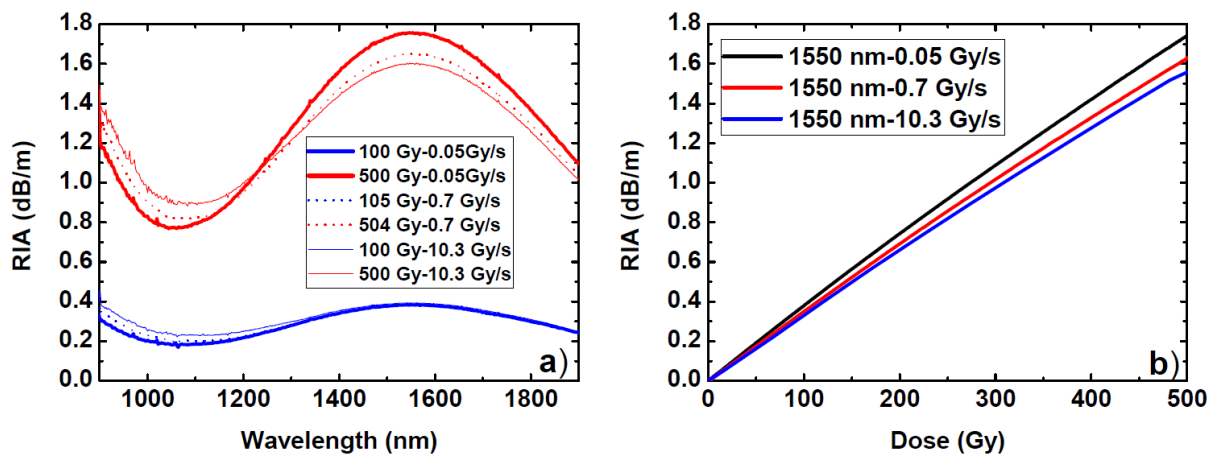 1.8
1.6
1.4
1.2
1.0
0.8
0.6
0.4
0.2
0.0
RIA (dB/m)
100 Gy-0.05Gy/s
500 Gy-0.05Gy/s
105 Gy-0.7 Gy/s
504 Gy-0.7 Gy/s
100 Gy-10.3 Gy/s
500 Gy-10.3 Gy/s
a)
1000 1200 1400 1600 1800
Wavelength (nm)
1.8
1.6
1.4
1.2
1.0
0.8
0.6
0.4
0.2
0.0
RIA (dB/m)
1550 nm-0.05 Gy/s
1550 nm-0.7 Gy/s
1550 nm-10.3 Gy/s
b)
0 100 200 300 400 500
Dose (Gy)